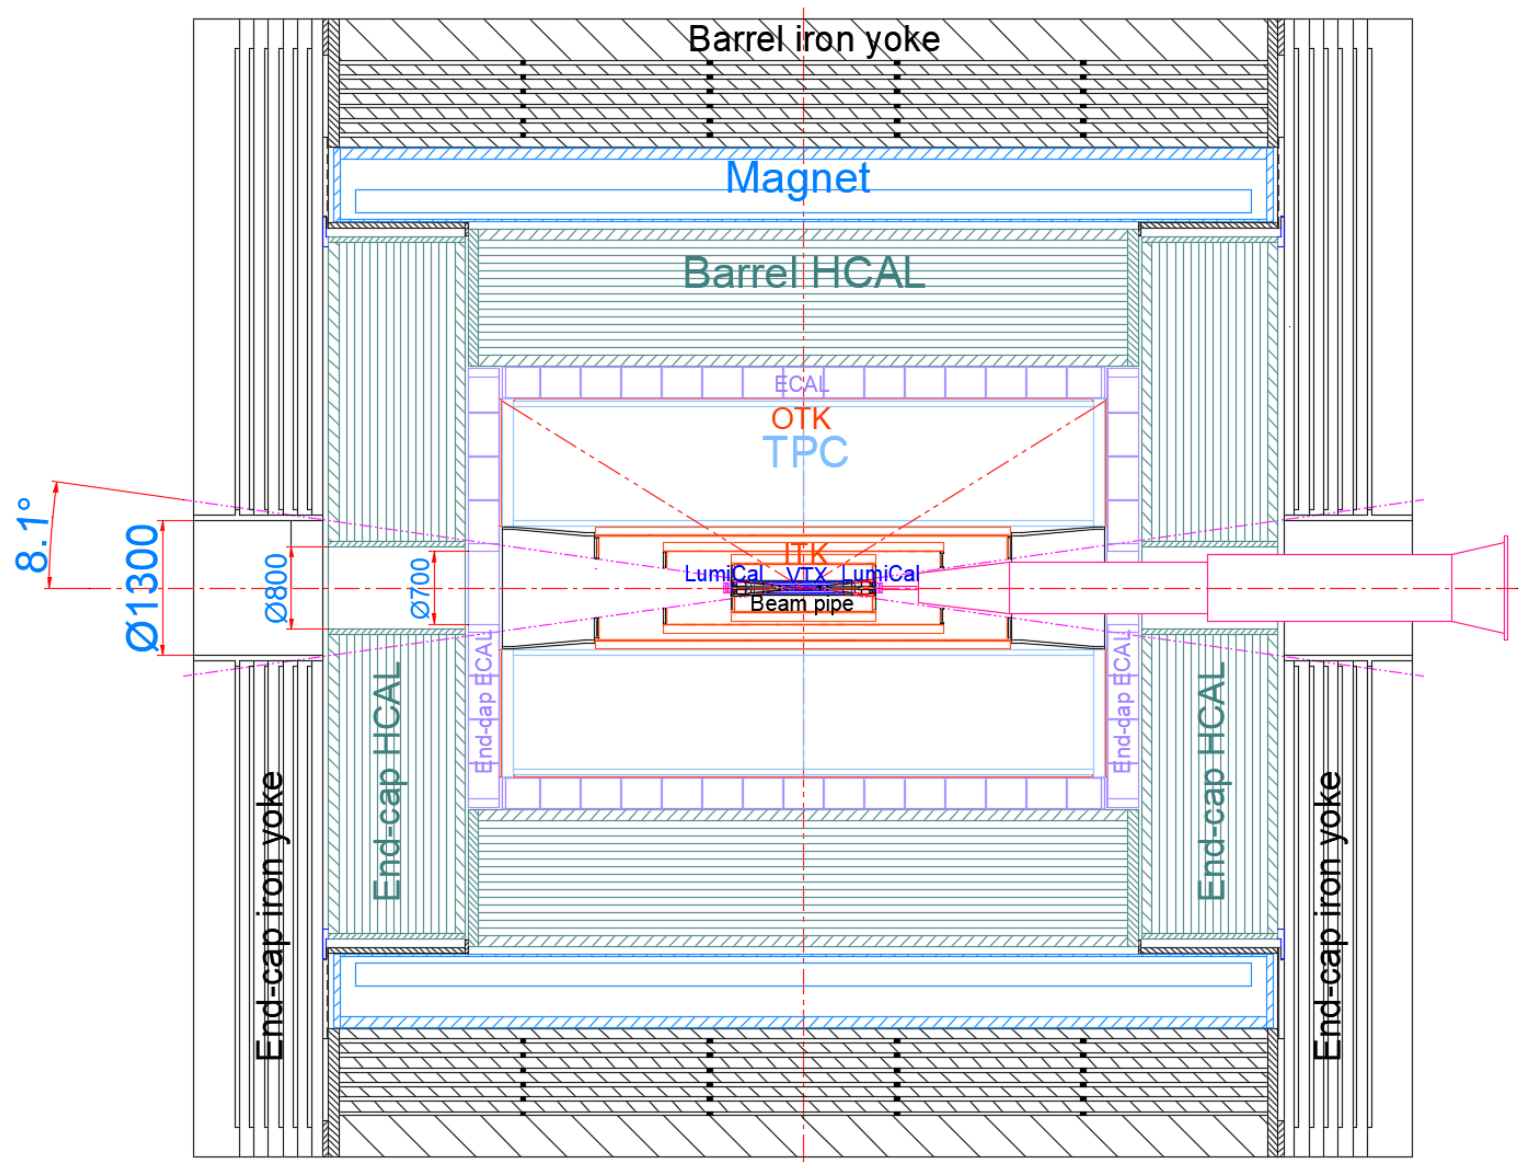 Barrel iron yoke
Magnet
Barrel HCAL
ECAL
OTK
TPC
8.1°
Ø1300
Ø800
Ø700
ITK
LumiCal
VTX
LumiCal
Beam pipe
End-cap iron yoke
End-cap HCAL
End-cap ECAL
End-cap ECAL
End-cap HCAL
End-cap iron yoke